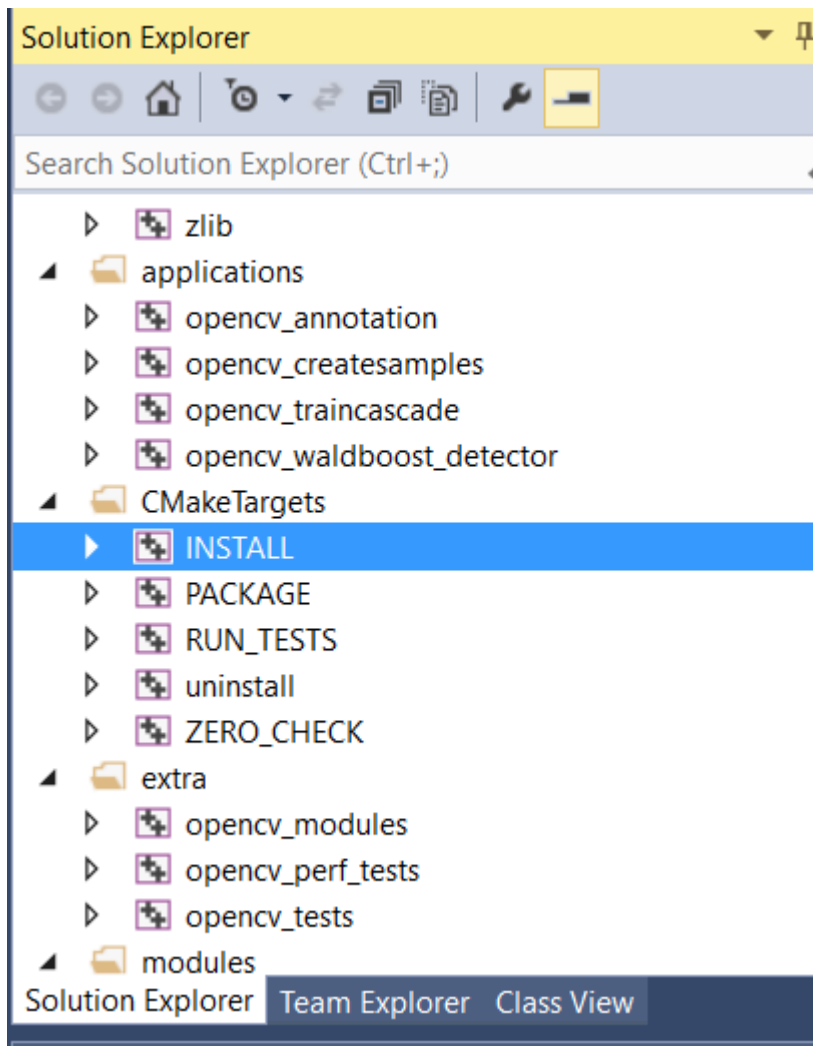 Solution Explorer
Search Solution Explorer (Ctrl+;)
zlib
applications
opencv_annotation
opencv_createsamples
opencv_traincascade
opencv_waldboost_detector
CMakeTargets
INSTALL
PACKAGE
RUN_TESTS
uninstall
ZERO_CHECK
extra
opencv_modules
opencv_perf_tests
opencv_tests
modules
Solution Explorer Team Explorer Class View